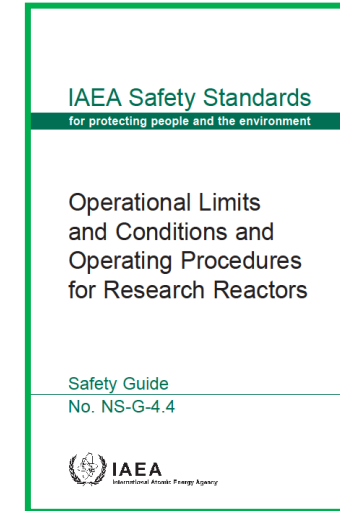 IAEA Safety Standards
for protecting people and the environment
Operational Limits
and Conditions and
Operating Procedures
for Research Reactors
Safety Guide
No. NS-G-4.4
IAEA
International Atomic Energy Agency